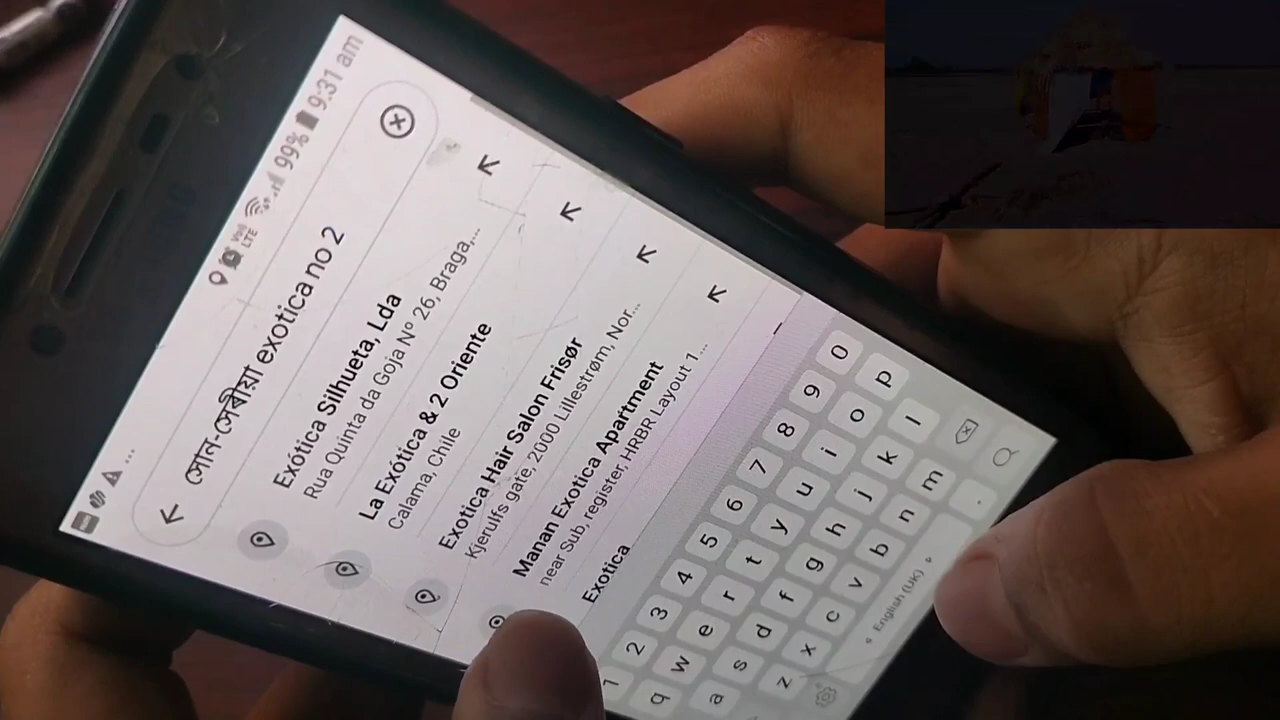 LTE 99% 9:31 am
সোন-সেৰীয়া exotica no 2
Exótica Silhueta, Lda
Rua Quinta da Goja Nº 26, Braga,...
La Exótica & 2 Oriente
Calama, Chile
Exotica Hair Salon Frisør
Kjerulfs gate, 2000 Lillestrøm, Nor...
Manan Exotica Apartment
near Sub, register, HRBR Layout 1...
Exotica
1 2 3 4 5 6 7 8 9 0
q w e r t y u i o p
a s d f g h j k l
z x c v b n m
English (UK) .